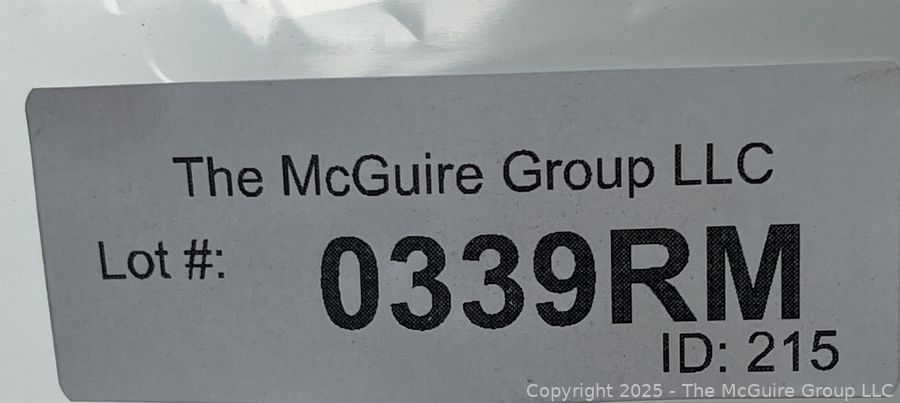 The McGuire Group LLC
Lot #: 0339RM
ID: 215
Copyright 2025 - The McGuire Group LLC